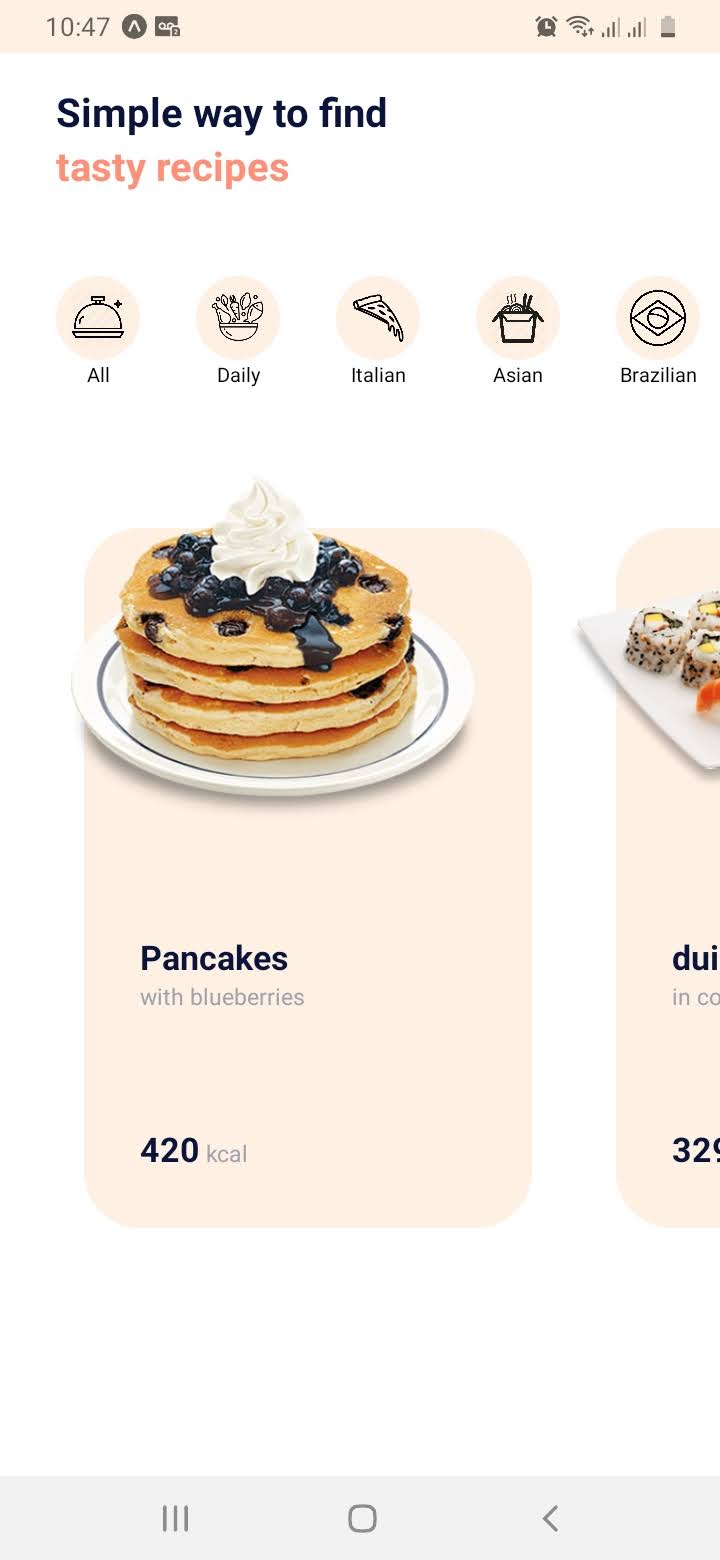 10:47
Simple way to find
tasty recipes
All
Daily
Italian
Asian
Brazilian
Pancakes
with blueberries
420 kcal
dui
in co
329